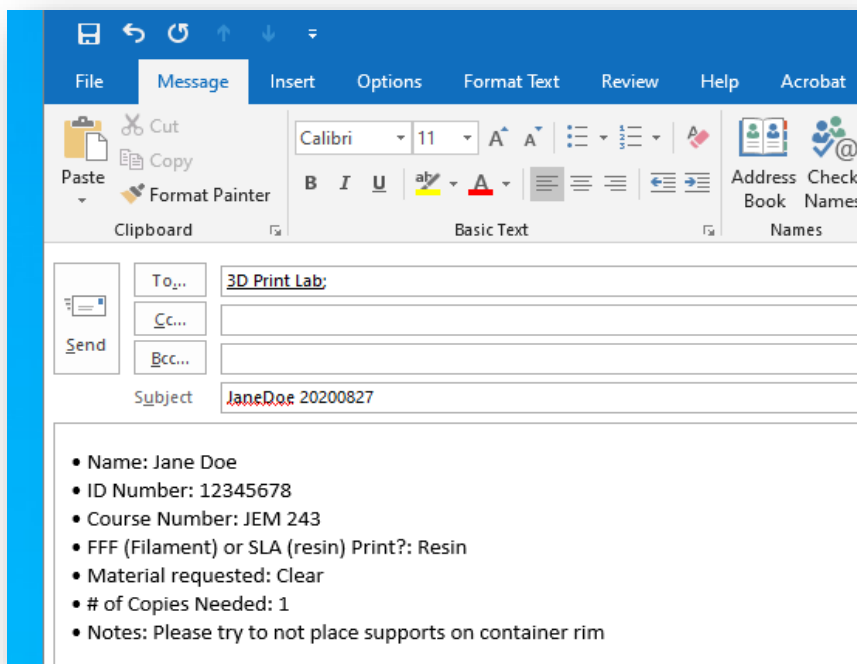 File Message Insert Options Format Text Review Help Acrobat
Cut
Copy
Paste
Format Painter
Clipboard
Calibri 11
B I U
Basic Text
Address Book
Check Names
Names
Send
To... 3D Print Lab;
Cc...
Bcc...
Subject JaneDoe 20200827
• Name: Jane Doe
• ID Number: 12345678
• Course Number: JEM 243
• FFF (Filament) or SLA (resin) Print?: Resin
• Material requested: Clear
• # of Copies Needed: 1
• Notes: Please try to not place supports on container rim